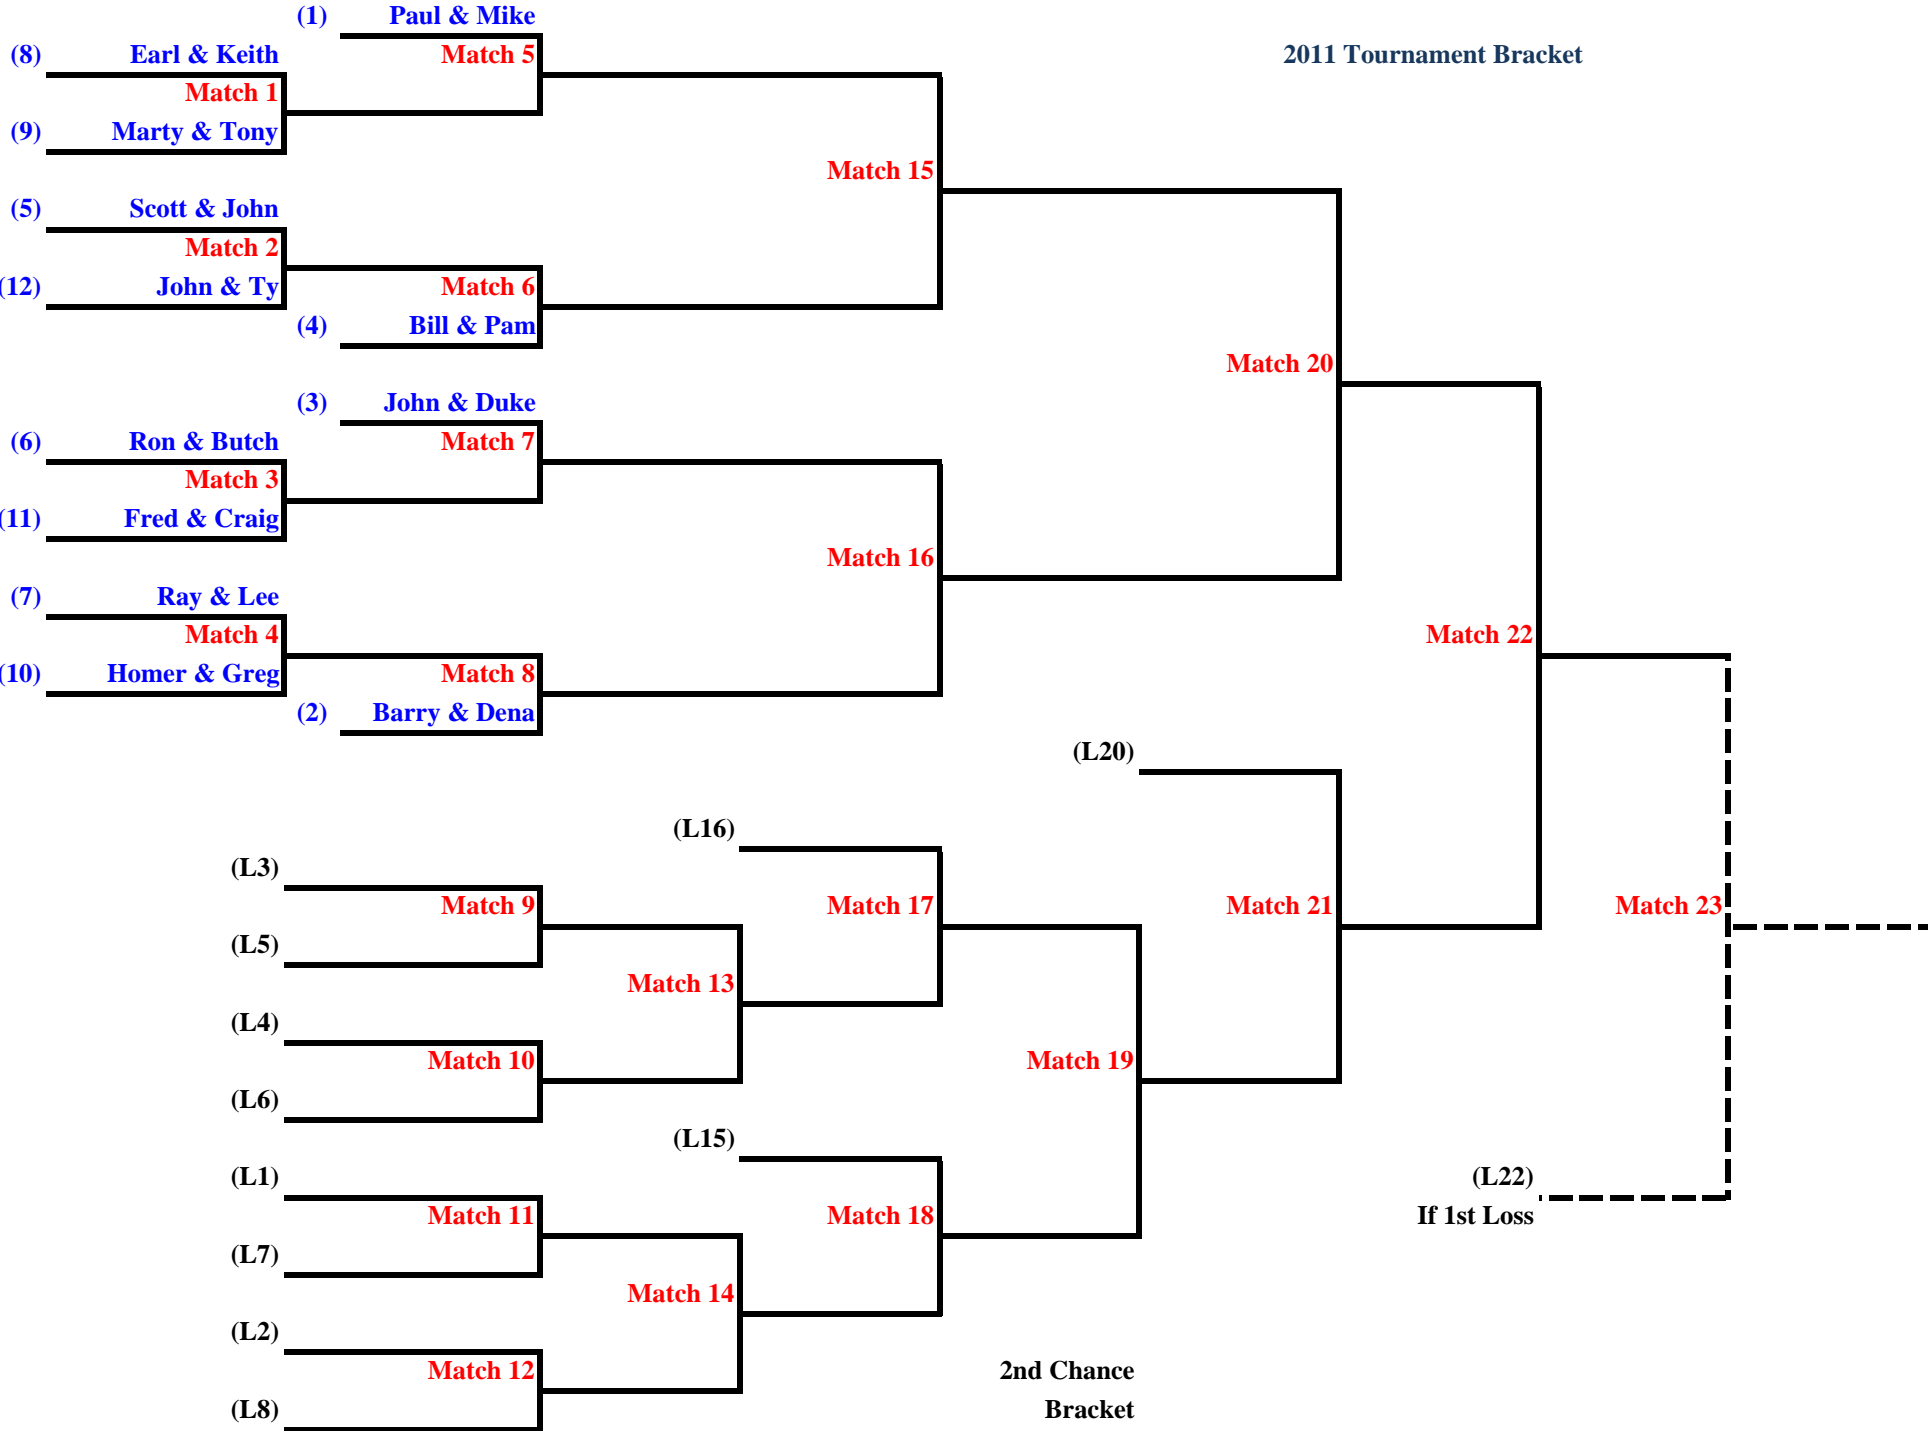 (1) Paul & Mike
(8) Earl & Keith Match 5 2011 Tournament Bracket
Match 1
(9) Marty & Tony
Match 15
(5) Scott & John
Match 2
(12) John & Ty Match 6
(4) Bill & Pam
Match 20
(3) John & Duke
(6) Ron & Butch Match 7
Match 3
(11) Fred & Craig
Match 16
(7) Ray & Lee
Match 4 Match 22
(10) Homer & Greg Match 8
(2) Barry & Dena
(L20)
(L16)
(L3)
Match 9 Match 17 Match 21 Match 23
(L5)
Match 13
(L4)
Match 10 Match 19
(L6)
(L15)
(L1) (L22)
Match 11 Match 18 If 1st Loss
(L7)
Match 14
(L2)
Match 12 2nd Chance
(L8) Bracket